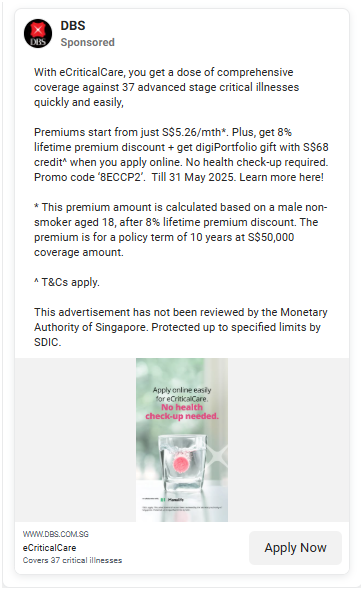 DBS
DBS
Sponsored
With eCriticalCare, you get a dose of comprehensive
coverage against 37 advanced stage critical illnesses
quickly and easily,
Premiums start from just S$5.26/mth*. Plus, get 8%
lifetime premium discount + get digiPortfolio gift with S$68
credit^ when you apply online. No health check-up required.
Promo code ‘8ECCP2’.  Till 31 May 2025. Learn more here!
* This premium amount is calculated based on a male non-
smoker aged 18, after 8% lifetime premium discount. The
premium is for a policy term of 10 years at S$50,000
coverage amount.
^ T&Cs apply.
This advertisement has not been reviewed by the Monetary
Authority of Singapore. Protected up to specified limits by
SDIC.
Apply online easily
for eCriticalCare.
No health
check-up needed.
Manulife
WWW.DBS.COM.SG
eCriticalCare
Covers 37 critical illnesses
Apply Now